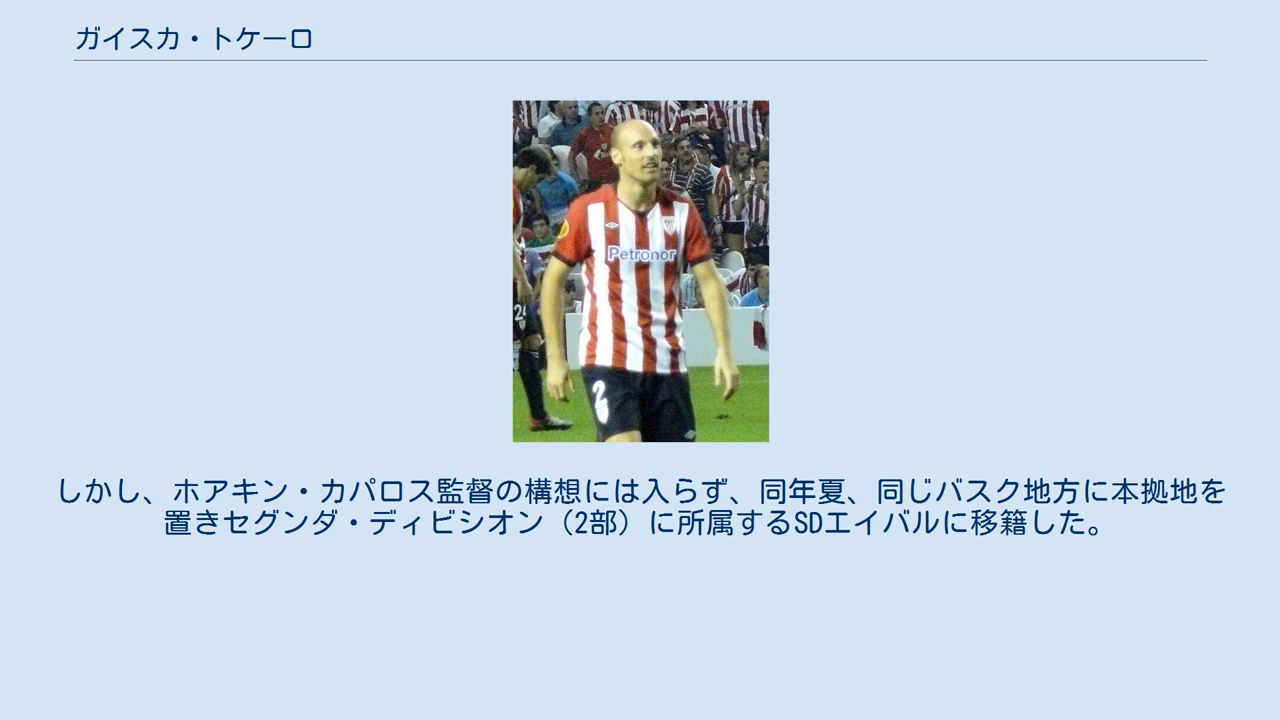 ガイスカ・トケーロ
Petronor
24
2
しかし、ホアキン・カパロス監督の構想には入らず、同年夏、同じバスク地方に本拠地を
置きセグンダ・ディビシオン（2部）に所属するSDエイバルに移籍した。